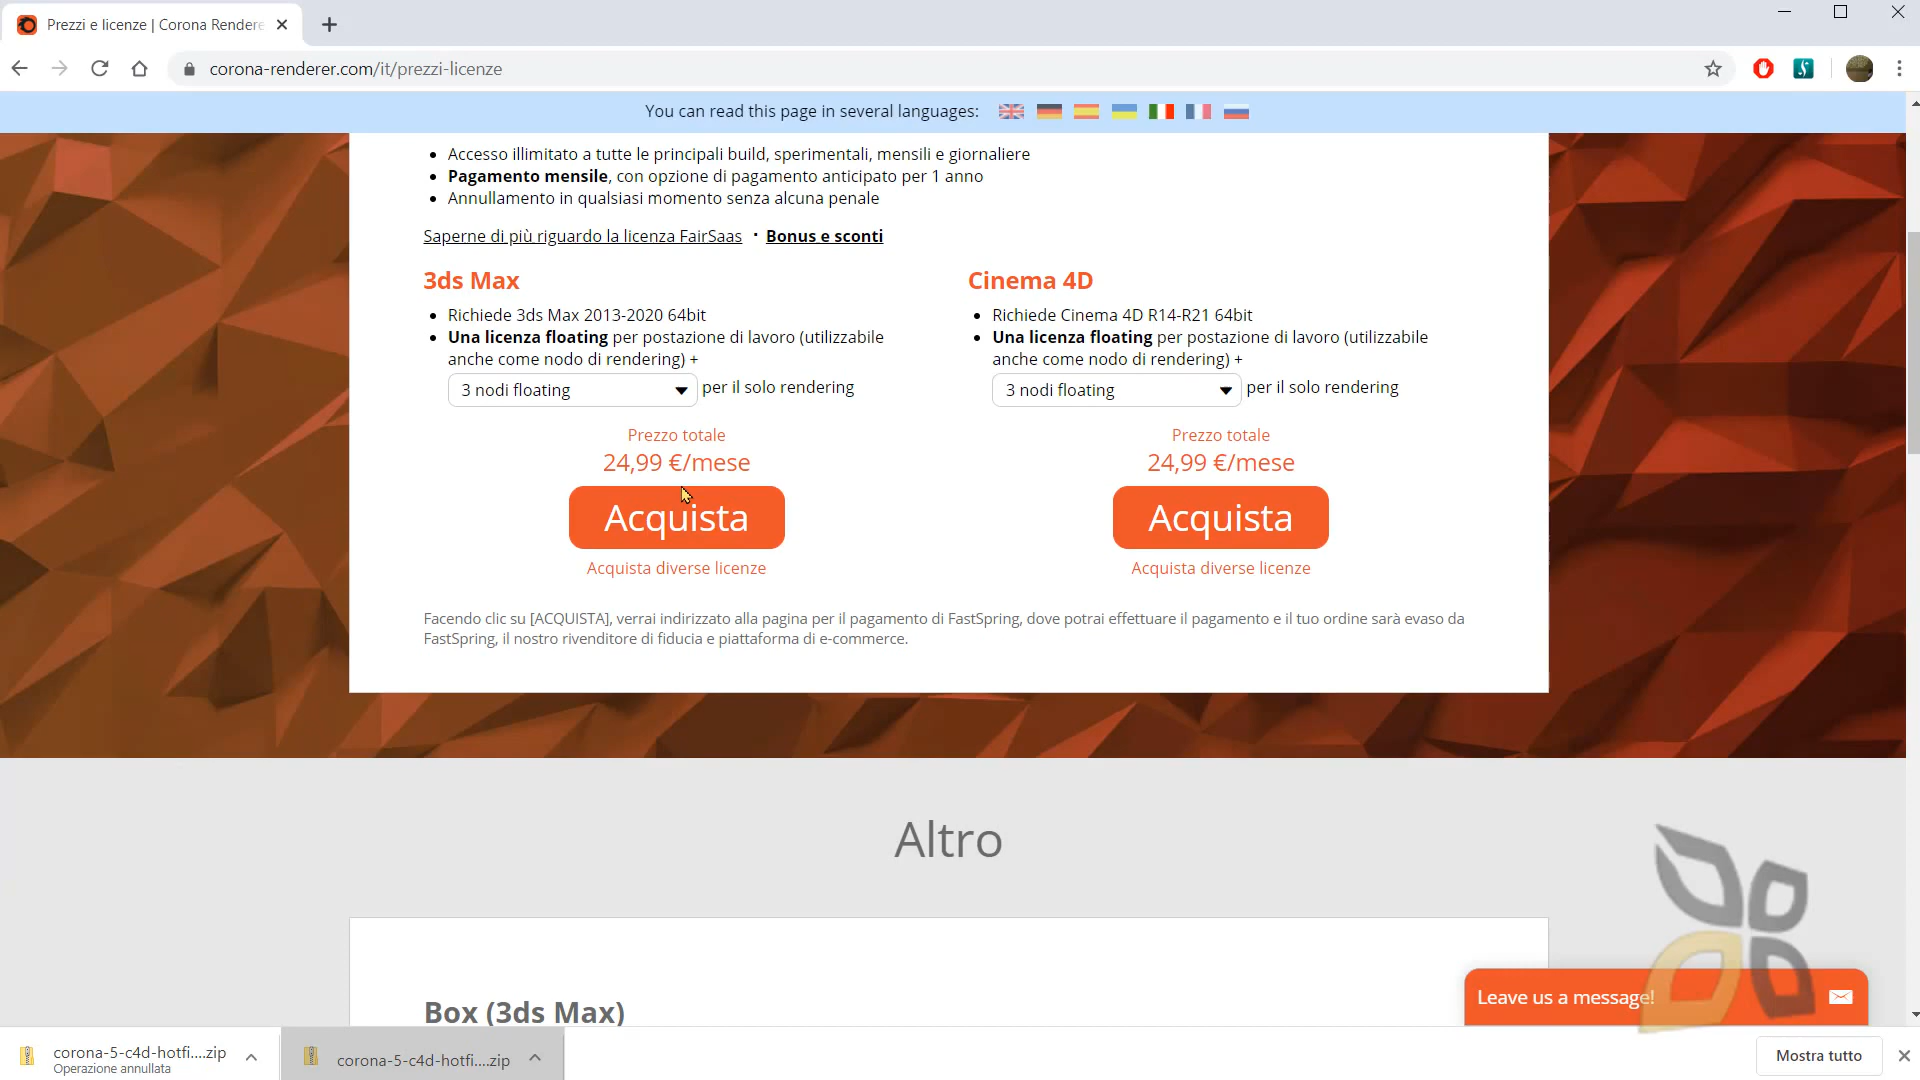 Prezzi e licenze | Corona Rendere
corona-renderer.com/it/prezzi-licenze
You can read this page in several languages:
Accesso illimitato a tutte le principali build, sperimentali, mensili e giornaliere
Pagamento mensile, con opzione di pagamento anticipato per 1 anno
Annullamento in qualsiasi momento senza alcuna penale
Saperne di più riguardo la licenza FairSaas • Bonus e sconti
3ds Max
Richiede 3ds Max 2013-2020 64bit
Una licenza floating per postazione di lavoro (utilizzabile
anche come nodo di rendering) +
3 nodi floating per il solo rendering
Prezzo totale
24,99 €/mese
Acquista
Acquista diverse licenze
Cinema 4D
Richiede Cinema 4D R14-R21 64bit
Una licenza floating per postazione di lavoro (utilizzabile
anche come nodo di rendering) +
3 nodi floating per il solo rendering
Prezzo totale
24,99 €/mese
Acquista
Acquista diverse licenze
Facendo clic su [ACQUISTA], verrai indirizzato alla pagina per il pagamento di FastSpring, dove potrai effettuare il pagamento e il tuo ordine sarà evaso da
FastSpring, il nostro rivenditore di fiducia e piattaforma di e-commerce.
Altro
Box (3ds Max)
Leave us a message!
corona-5-c4d-hotfi....zip
Operazione annullata
corona-5-c4d-hotfi....zip
Mostra tutto